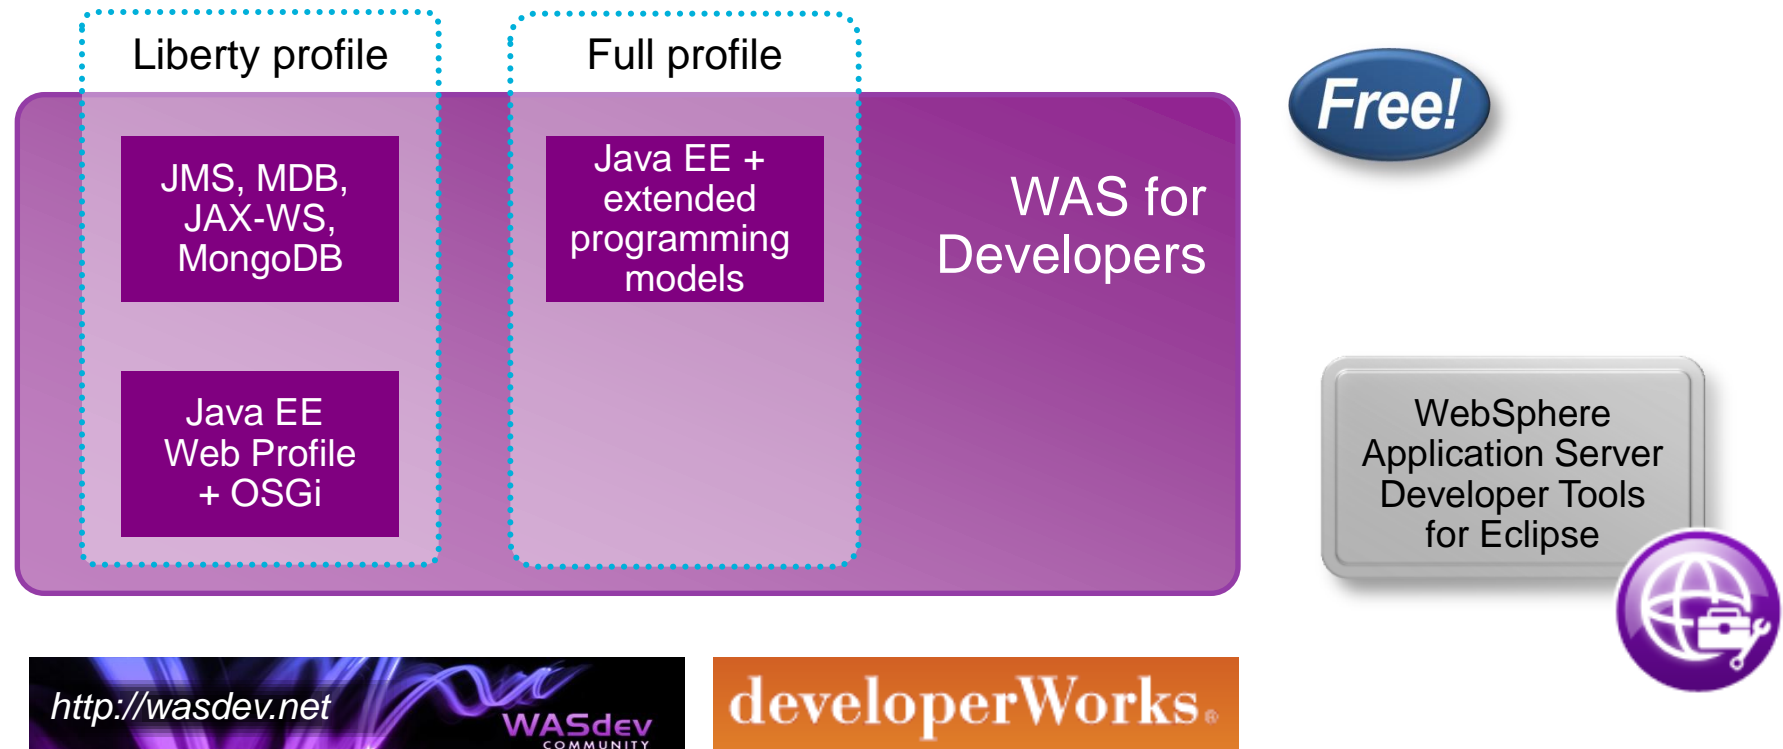 Liberty profile
Full profile
Free!
JMS, MDB,
JAX-WS,
MongoDB
Java EE +
extended
programming
models
WAS for
Developers
Java EE
Web Profile
+ OSGi
WebSphere
Application Server
Developer Tools
for Eclipse
http://wasdev.net
WASdev
COMMUNITY
developerWorks®